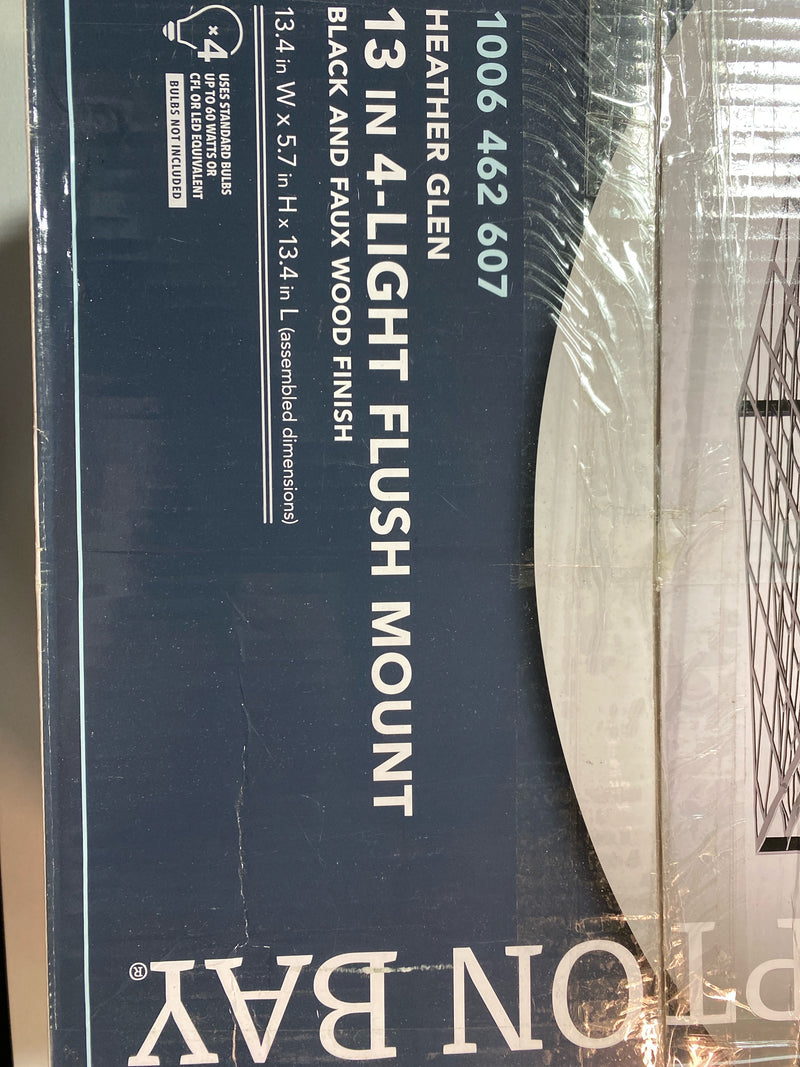 1006 462 607
HEATHER GLEN
13 IN 4-LIGHT FLUSH MOUNT
BLACK AND FAUX WOOD FINISH
13.4 in W x 5.7 in H x 13.4 in L (assembled dimensions)
x4
USES STANDARD BULBS
UP TO 60 WATTS OR
CFL OR LED EQUIVALENT
BULBS NOT INCLUDED
PTON BAY®